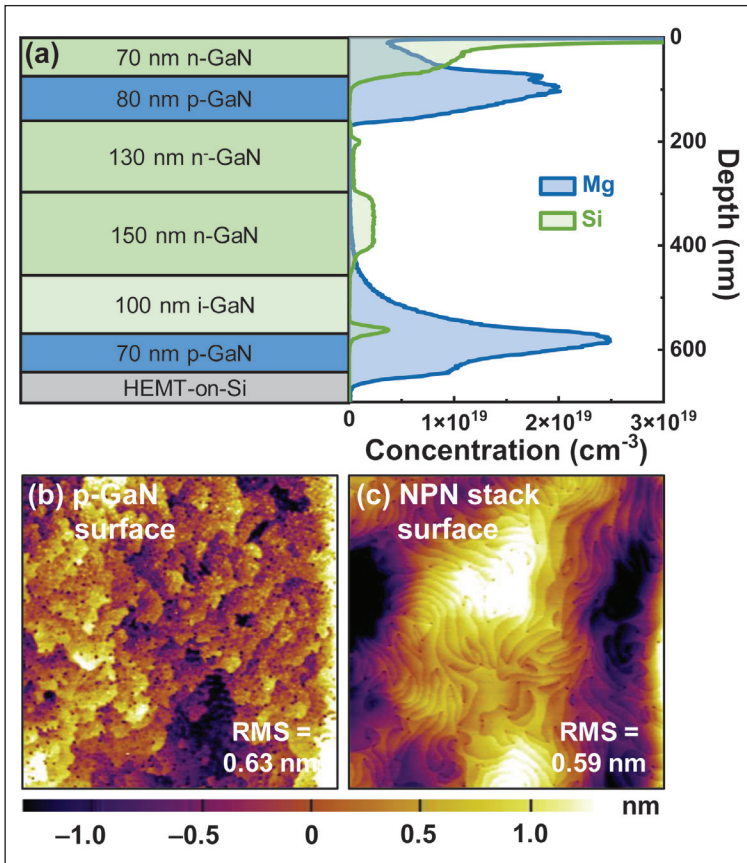 (a)
70 nm n-GaN
80 nm p-GaN
130 nm n⁻-GaN
150 nm n-GaN
100 nm i-GaN
70 nm p-GaN
HEMT-on-Si
Mg
Si
0
200
400
600
Depth (nm)
0
1×10¹⁹
2×10¹⁹
3×10¹⁹
Concentration (cm⁻³)
(b) p-GaN
surface
RMS =
0.63 nm
(c) NPN stack
surface
RMS =
0.59 nm
nm
−1.0
−0.5
0
0.5
1.0